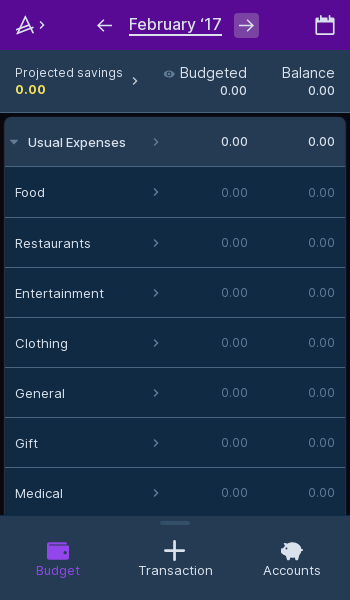 February ‘17
Projected savings
0.00
Budgeted
0.00
Balance
0.00
Usual Expenses 0.00 0.00
Food 0.00 0.00
Restaurants 0.00 0.00
Entertainment 0.00 0.00
Clothing 0.00 0.00
General 0.00 0.00
Gift 0.00 0.00
Medical 0.00 0.00
Budget Transaction Accounts